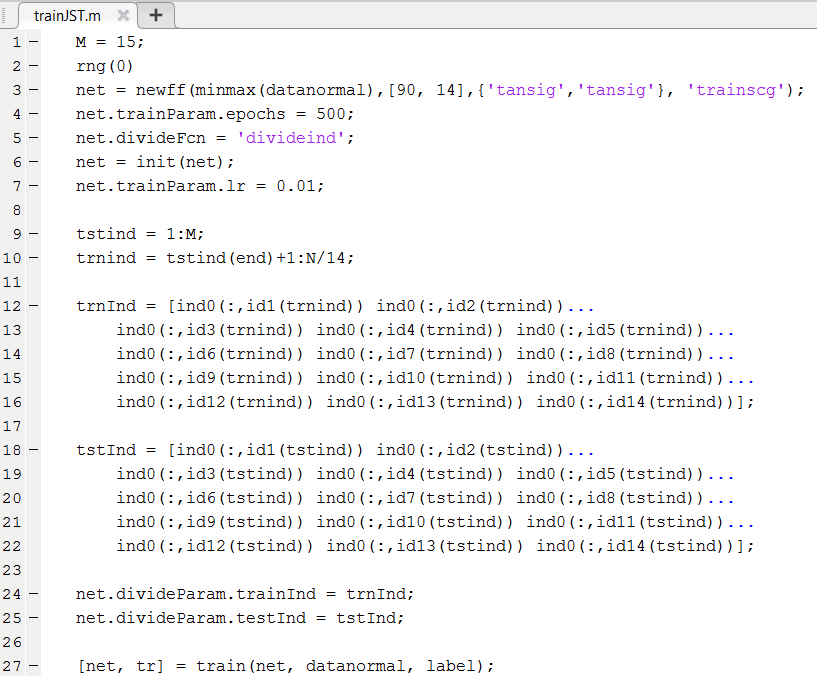 trainJST.m × +
1 – M = 15;
2 – rng(0)
3 – net = newff(minmax(datanormal),[90, 14],{'tansig','tansig'}, 'trainscg');
4 – net.trainParam.epochs = 500;
5 – net.divideFcn = 'divideind';
6 – net = init(net);
7 – net.trainParam.lr = 0.01;
8
9 – tstind = 1:M;
10 – trnind = tstind(end)+1:N/14;
11
12 – trnInd = [ind0(:,id1(trnind)) ind0(:,id2(trnind))...
13 ind0(:,id3(trnind)) ind0(:,id4(trnind)) ind0(:,id5(trnind))...
14 ind0(:,id6(trnind)) ind0(:,id7(trnind)) ind0(:,id8(trnind))...
15 ind0(:,id9(trnind)) ind0(:,id10(trnind)) ind0(:,id11(trnind))...
16 ind0(:,id12(trnind)) ind0(:,id13(trnind)) ind0(:,id14(trnind))];
17
18 – tstInd = [ind0(:,id1(tstind)) ind0(:,id2(tstind))...
19 ind0(:,id3(tstind)) ind0(:,id4(tstind)) ind0(:,id5(tstind))...
20 ind0(:,id6(tstind)) ind0(:,id7(tstind)) ind0(:,id8(tstind))...
21 ind0(:,id9(tstind)) ind0(:,id10(tstind)) ind0(:,id11(tstind))...
22 ind0(:,id12(tstind)) ind0(:,id13(tstind)) ind0(:,id14(tstind))];
23
24 – net.divideParam.trainInd = trnInd;
25 – net.divideParam.testInd = tstInd;
26
27 – [net, tr] = train(net, datanormal, label);